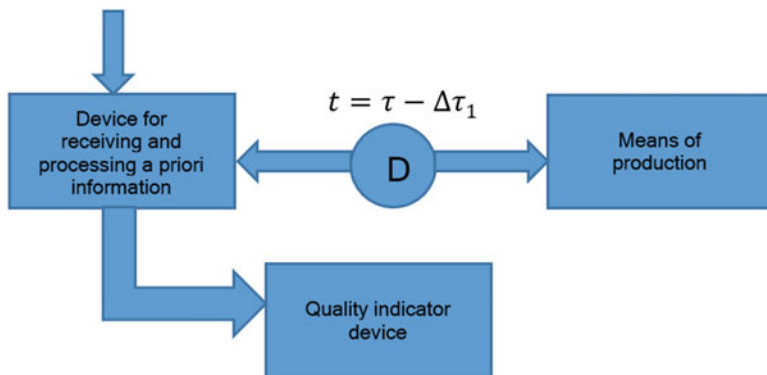 t = τ − Δτ₁
Device for
receiving and
processing a priori
information
D
Means of
production
Quality indicator
device